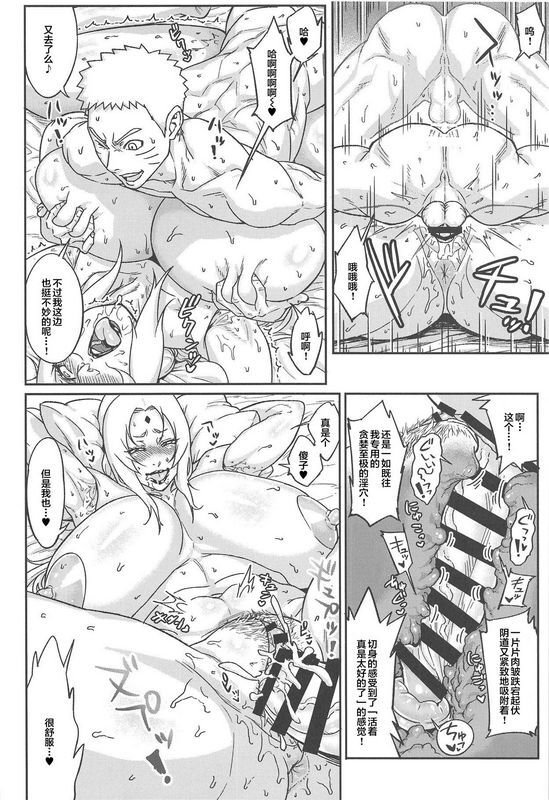 呜！
哦哦哦！
哈♥
哈啊啊啊啊～♥
又去了么♪
呼啊！
不过我这边
也挺不妙的呢…！
啊…
这个…！
还是一如既往
我专用的
贪婪至极的淫穴！
一片片肉皱跌宕起伏
阴道又紧致地吸附着！
切身的感受到了「活着
真是太好的了」的感觉！
真是个
傻子…
但是我也…♥
很舒服…♥